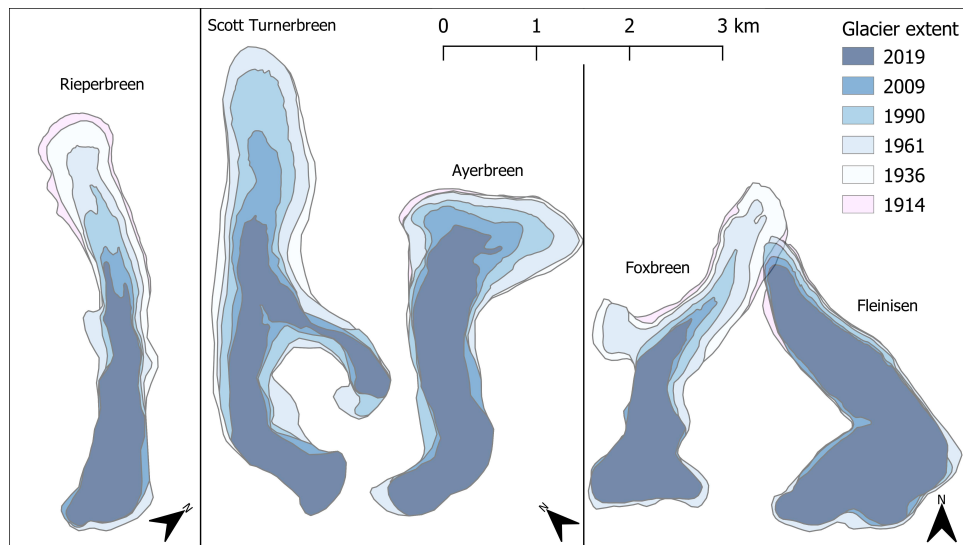 Scott Turnerbreen
0 1 2 3 km
Glacier extent
2019
2009
1990
1961
1936
1914
Rieperbreen
Ayerbreen
Foxbreen
Fleinisen
N
N
N